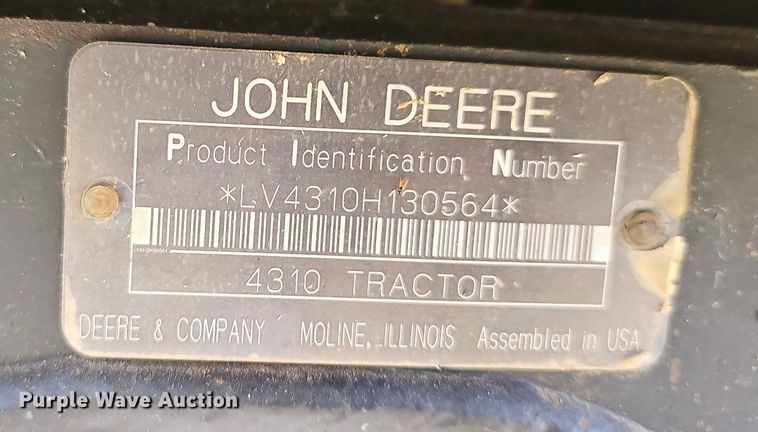 JOHN DEERE
Product Identification Number
*LV4310H130564*
4310 TRACTOR
DEERE & COMPANY MOLINE, ILLINOIS Assembled in USA
Purple Wave Auction